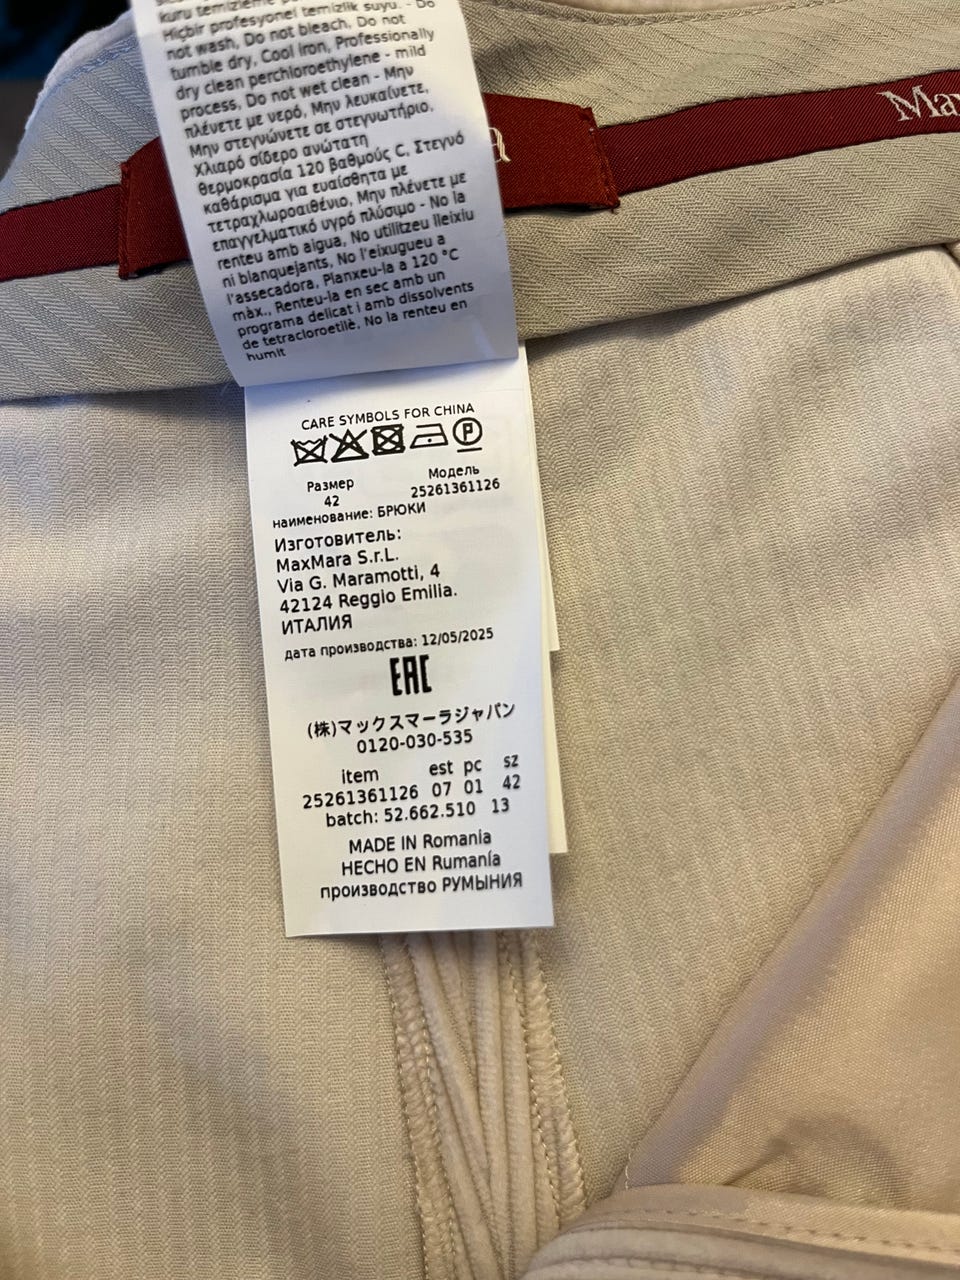 kuru temizleme
Hiçbir profesyonel temizlik suyu. - Do
not wash, Do not bleach, Do not
tumble dry, Cool Iron, Professionally
dry clean perchloroethylene - mild
process, Do not wet clean - Μην
πλένετε με νερό, Μην λευκαίνετε,
Μην στεγνώνετε σε στεγνωτήριο,
Χλιαρό σίδερο ανώτατη
θερμοκρασία 120 βαθμούς C, Στεγνό
καθάρισμα για ευαίσθητα με
τετραχλωροαιθένιο, Μην πλένετε με
επαγγελματικό υγρό πλύσιμο - No la
renteu amb aigua, No utilitzeu lleixiu
ni blanquejants, No l'eixugueu a
l'assecadora, Planxeu-la a 120 °C
màx., Renteu-la en sec amb un
programa delicat i amb dissolvents
de tetracloroetilè, No la renteu en
humit
a
Max
CARE SYMBOLS FOR CHINA
P
Размер Модель
42 25261361126
наименование: БРЮКИ
Изготовитель:
MaxMara S.r.L.
Via G. Maramotti, 4
42124 Reggio Emilia.
ИТАЛИЯ
дата производства: 12/05/2025
EAC
(株)マックスマーラジャパン
0120-030-535
item est pc sz
25261361126 07 01 42
batch: 52.662.510 13
MADE IN Romania
HECHO EN Rumanía
производство РУМЫНИЯ